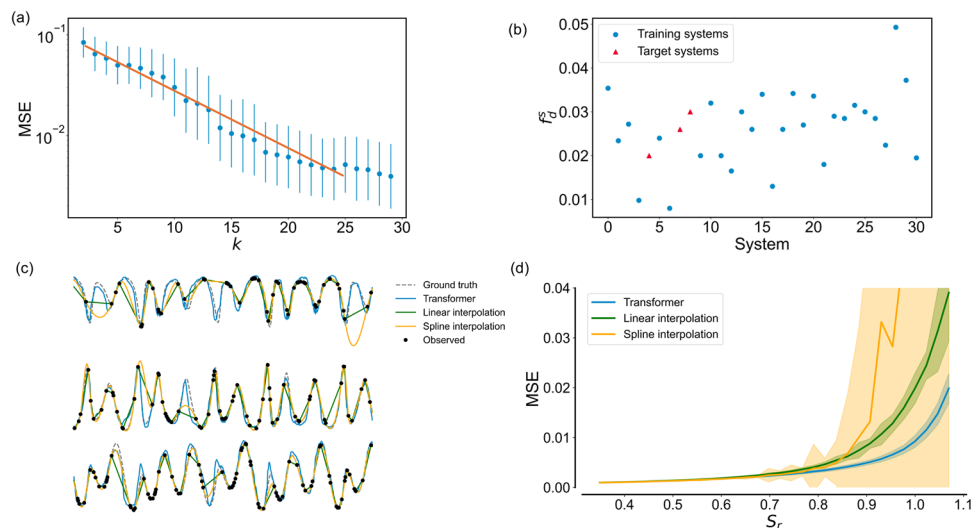 (a)
10⁻¹
10⁻²
MSE
5
10
15
20
25
30
k
(b)
0.05
0.04
0.03
0.02
0.01
f_d^s
Training systems
Target systems
0
5
10
15
20
25
30
System
(c)
Ground truth
Transformer
Linear interpolation
Spline interpolation
Observed
(d)
0.04
0.03
0.02
0.01
0.00
MSE
Transformer
Linear interpolation
Spline interpolation
0.4
0.5
0.6
0.7
0.8
0.9
1.0
1.1
S_r